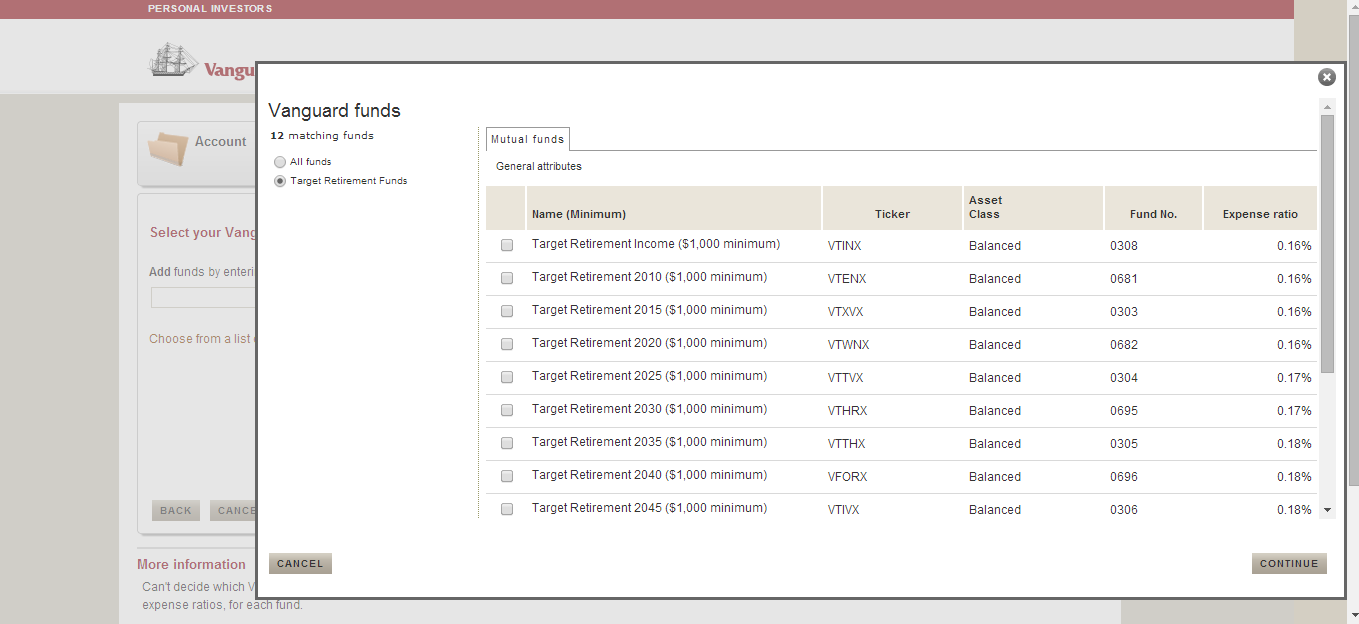 PERSONAL INVESTORS
Vangu
Account
Select your Vang
Add funds by enteri
Choose from a list
BACK
CANCE
More information
Can't decide which V
expense ratios, for each fund.
Vanguard funds
12 matching funds
All funds
Target Retirement Funds
Mutual funds
General attributes
Name (Minimum) Ticker Asset Class Fund No. Expense ratio
Target Retirement Income ($1,000 minimum) VTINX Balanced 0308 0.16%
Target Retirement 2010 ($1,000 minimum) VTENX Balanced 0681 0.16%
Target Retirement 2015 ($1,000 minimum) VTXVX Balanced 0303 0.16%
Target Retirement 2020 ($1,000 minimum) VTWNX Balanced 0682 0.16%
Target Retirement 2025 ($1,000 minimum) VTTVX Balanced 0304 0.17%
Target Retirement 2030 ($1,000 minimum) VTHRX Balanced 0695 0.17%
Target Retirement 2035 ($1,000 minimum) VTTHX Balanced 0305 0.18%
Target Retirement 2040 ($1,000 minimum) VFORX Balanced 0696 0.18%
Target Retirement 2045 ($1,000 minimum) VTIVX Balanced 0306 0.18%
CANCEL
CONTINUE